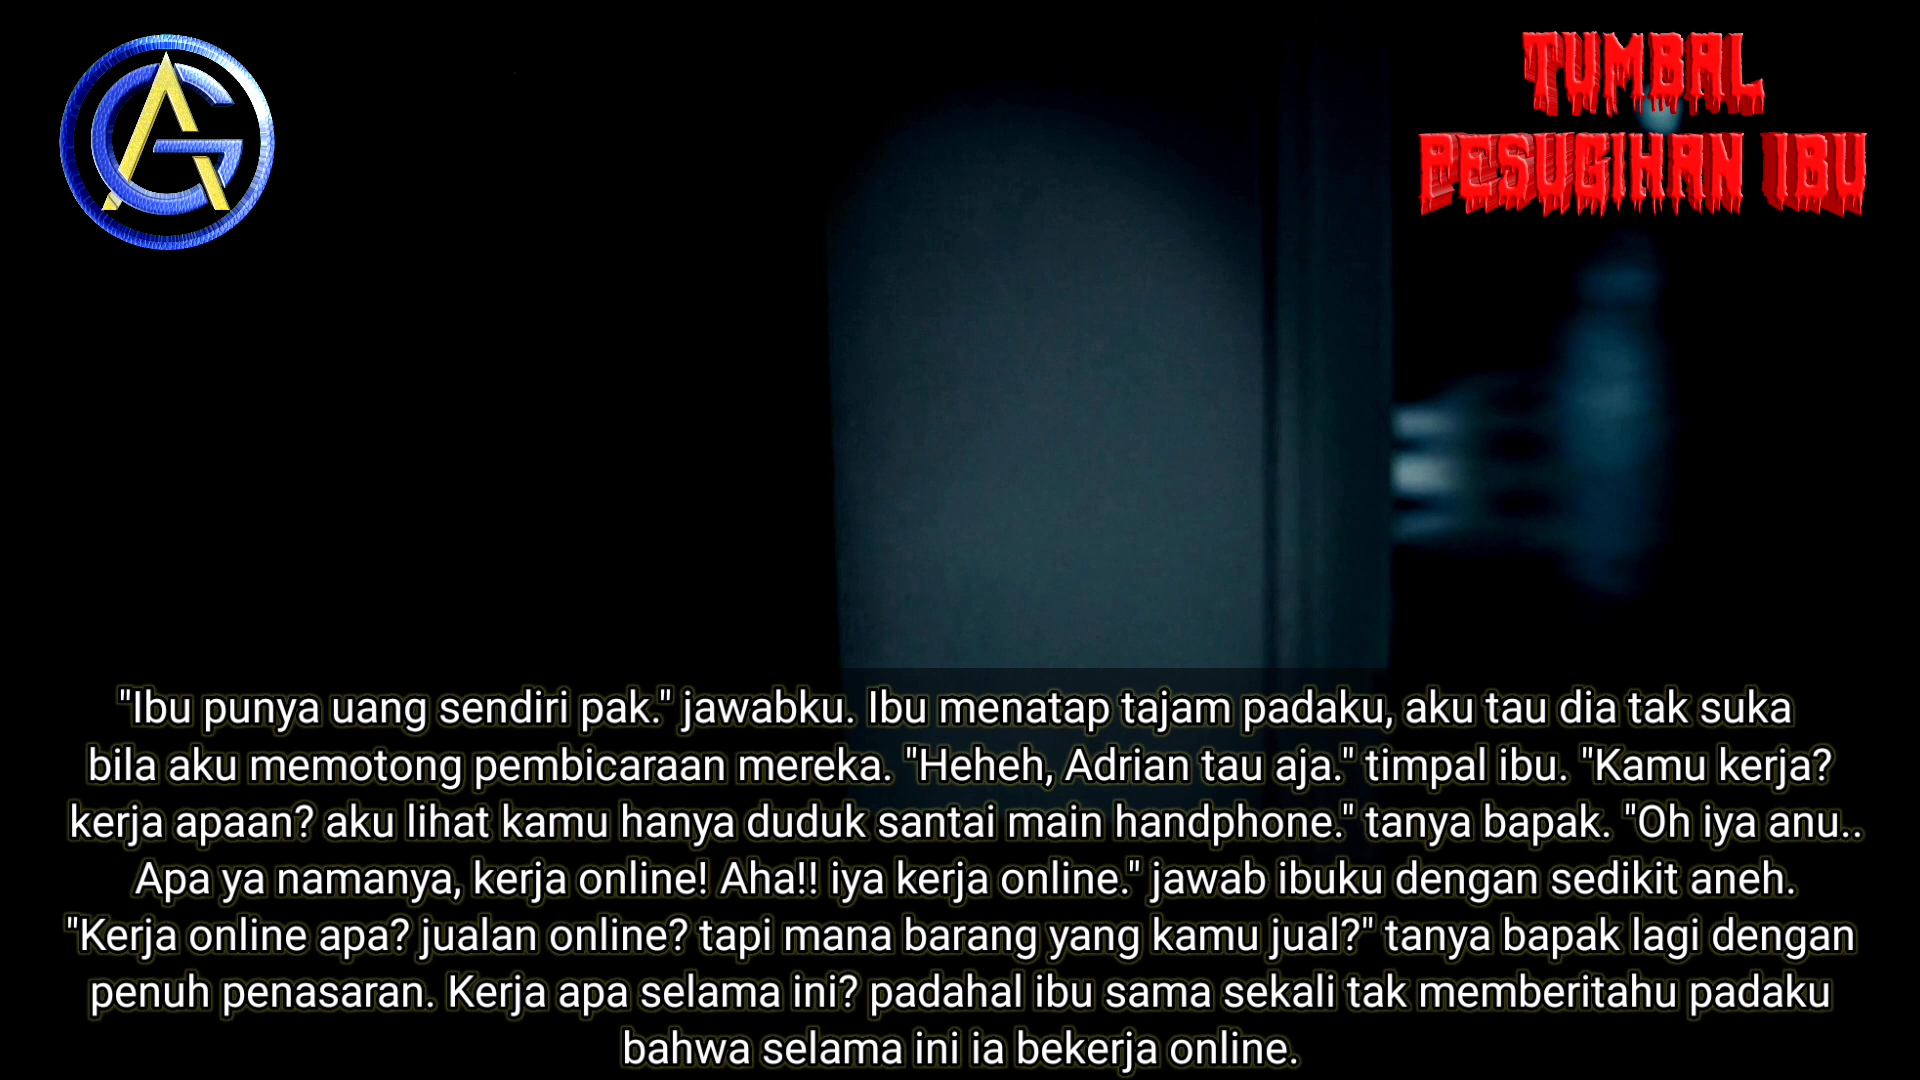 TUMBAL
PESUGIHAN IBU
"Ibu punya uang sendiri pak." jawabku. Ibu menatap tajam padaku, aku tau dia tak suka
bila aku memotong pembicaraan mereka. "Heheh, Adrian tau aja." timpal ibu. "Kamu kerja?
kerja apaan? aku lihat kamu hanya duduk santai main handphone." tanya bapak. "Oh iya anu..
Apa ya namanya, kerja online! Aha!! iya kerja online." jawab ibuku dengan sedikit aneh.
"Kerja online apa? jualan online? tapi mana barang yang kamu jual?" tanya bapak lagi dengan
penuh penasaran. Kerja apa selama ini? padahal ibu sama sekali tak memberitahu padaku
bahwa selama ini ia bekerja online.